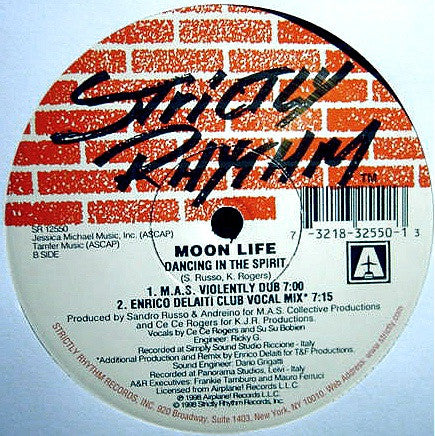 STRICTLY
RHYTHM
TM
SR 12550
Jessica Michael Music, Inc. (ASCAP)
Tamler Music (ASCAP)
B SIDE
7 -3218-32550-1 3
MOON LIFE
DANCING IN THE SPIRIT
(S. Russo, K. Rogers)
1. M.A.S. VIOLENTLY DUB 7:00
2. ENRICO DELAITI CLUB VOCAL MIX* 7:15
Produced by Sandro Russo & Andreino for M.A.S. Collective Productions
and Ce Ce Rogers for K.J.R. Productions.
Vocals by Ce Ce Rogers and Su Su Bobien
Engineer: Ricky G.
Recorded at Simply Sound Studio Riccione - Italy
*Additional Production and Remix by Enrico Delaiti for T&F Productions.
Sound Engineer: Dario Grigatti
Recorded at Panorama Studios, Leivi - Italy
A&R Executives: Frankie Tamburo and Mauro Ferrucci
Licensed from Airplane! Records L.L.C
℗ 1998 Airplane! Records L.L.C.
© 1998 Strictly Rhythm Records, Inc.
STRICTLY RHYTHM RECORDS, INC. 920 Broadway, Suite 1403, New York, NY 10010. Web Address: www.strictly.com